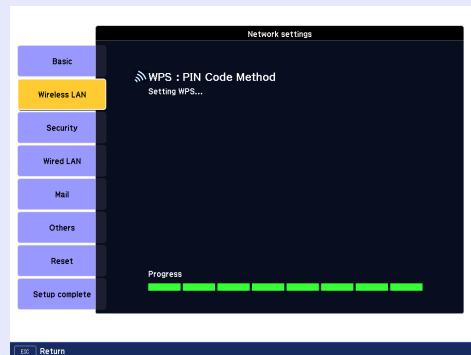 Network settings
Basic
Wireless LAN
Security
Wired LAN
Mail
Others
Reset
Setup complete
WPS : PIN Code Method
Setting WPS...
Progress
ESC Return